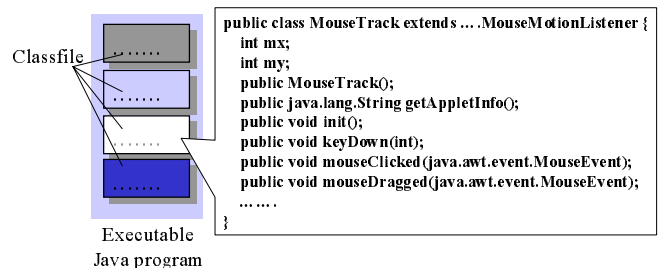 Classfile
.......
.......
.......
.......
Executable
Java program
public class MouseTrack extends ... .MouseMotionListener {
int mx;
int my;
public MouseTrack();
public java.lang.String getAppletInfo();
public void init();
public void keyDown(int);
public void mouseClicked(java.awt.event.MouseEvent);
public void mouseDragged(java.awt.event.MouseEvent);
... ... .
}